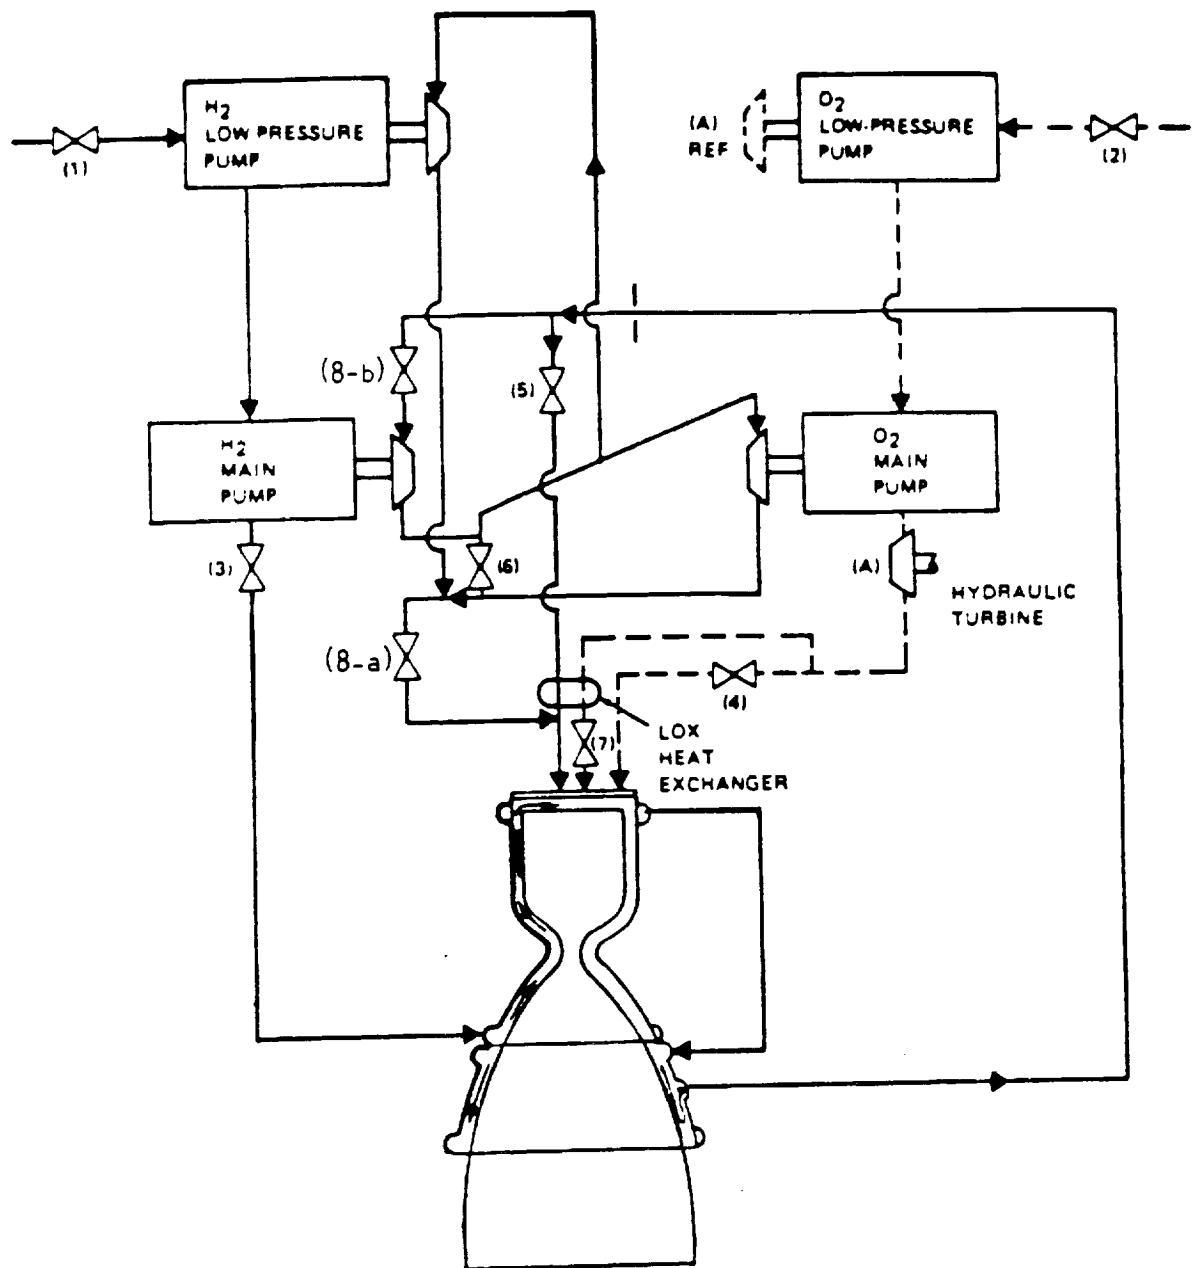 H2
LOW PRESSURE
PUMP
(1)
(A)
REF
O2
LOW-PRESSURE
PUMP
(2)
(8-b)
(5)
H2
MAIN
PUMP
O2
MAIN
PUMP
(3)
(6)
(A)
HYDRAULIC
TURBINE
(8-a)
(4)
(7)
LOX
HEAT
EXCHANGER